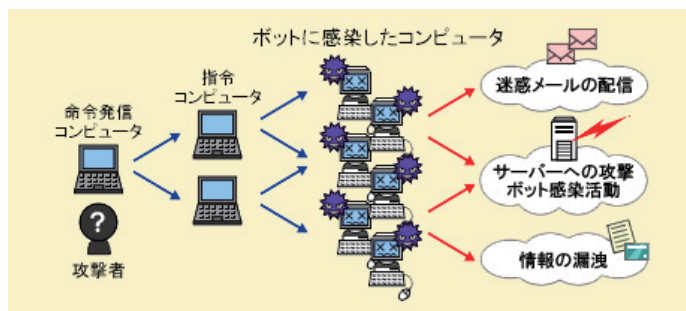 ボットに感染したコンピュータ
指令
コンピュータ
命令発信
コンピュータ
?
攻撃者
迷惑メールの配信
サーバーへの攻撃
ボット感染活動
情報の漏洩